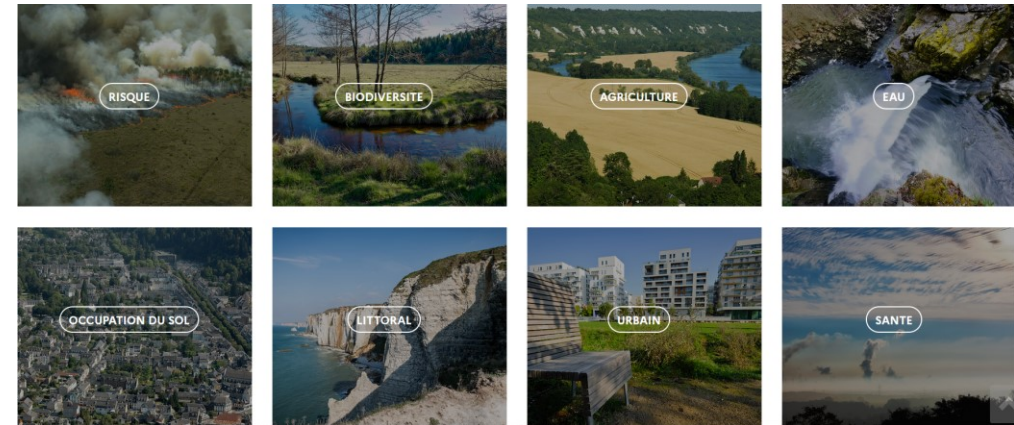 RISQUE
BIODIVERSITE
AGRICULTURE
EAU
OCCUPATION DU SOL
LITTORAL
URBAIN
SANTE